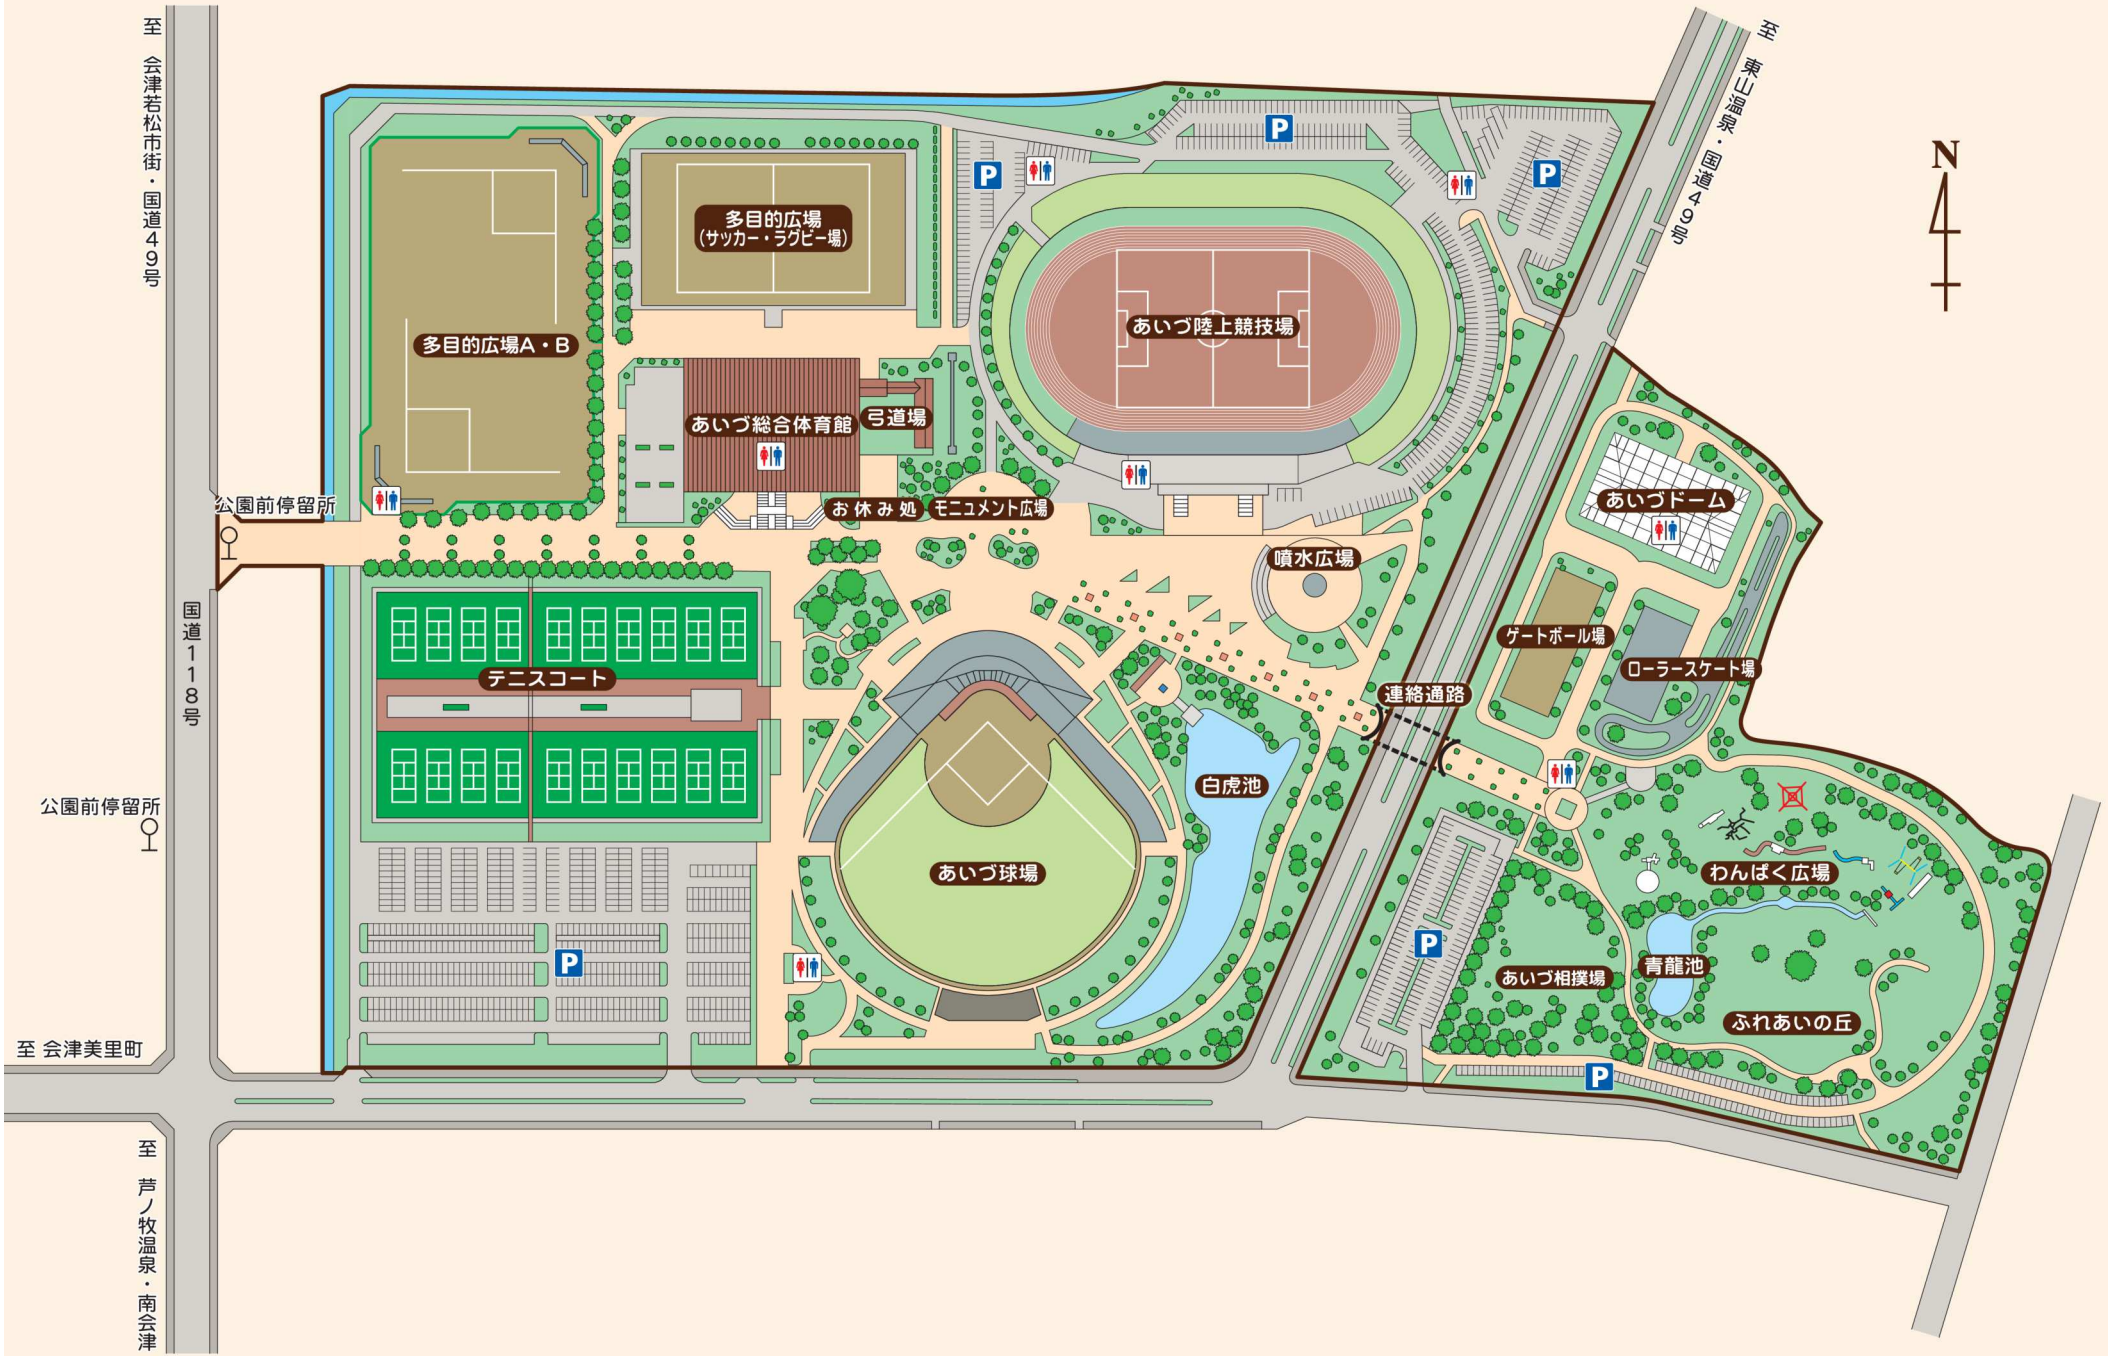 至 会津若松市街・国道49号
至 東山温泉・国道49号
N
P
P
P
多目的広場
(サッカー・ラグビー場)
多目的広場A・B
あいづ陸上競技場
あいづ総合体育館
弓道場
お休み処
モニュメント広場
公園前停留所
噴水広場
あいづドーム
ゲートボール場
ローラースケート場
国道118号
テニスコート
連絡通路
白虎池
公園前停留所
あいづ球場
わんぱく広場
P
P
あいづ相撲場
青龍池
ふれあいの丘
P
至 会津美里町
至 芦ノ牧温泉・南会津